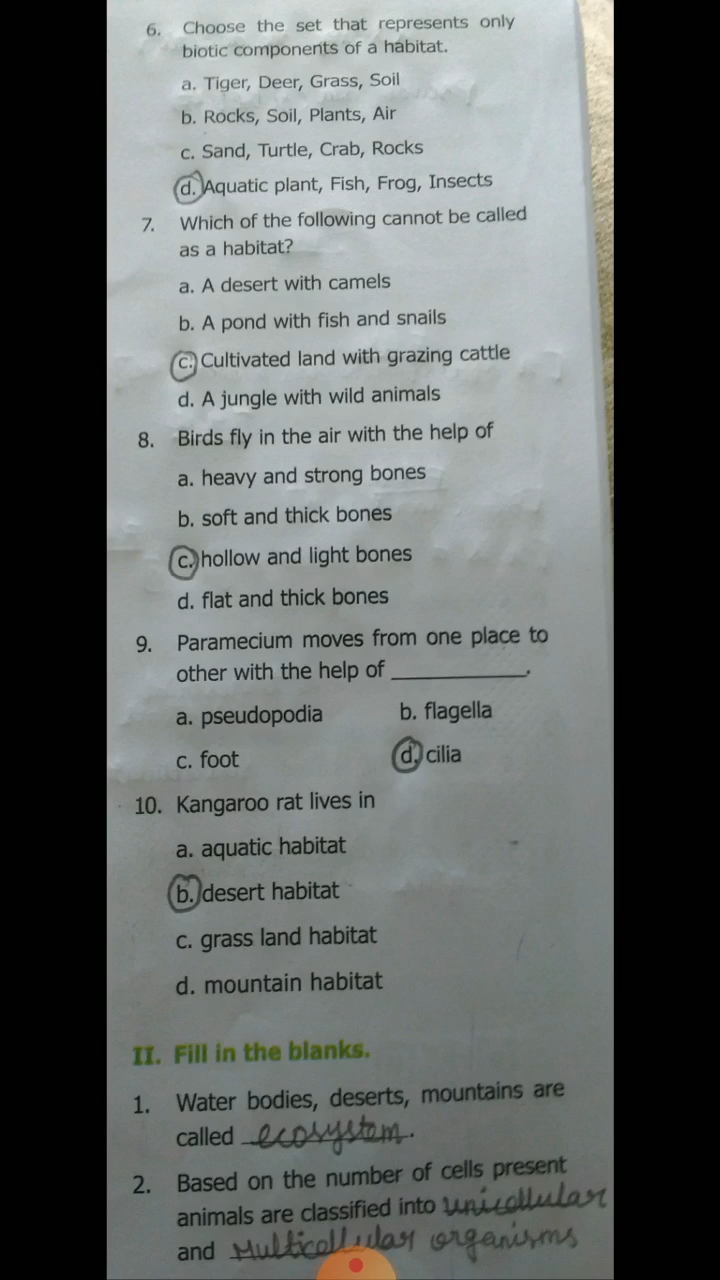 6. Choose the set that represents only
biotic components of a habitat.
a. Tiger, Deer, Grass, Soil
b. Rocks, Soil, Plants, Air
c. Sand, Turtle, Crab, Rocks
d. Aquatic plant, Fish, Frog, Insects
7. Which of the following cannot be called
as a habitat?
a. A desert with camels
b. A pond with fish and snails
c. Cultivated land with grazing cattle
d. A jungle with wild animals
8. Birds fly in the air with the help of
a. heavy and strong bones
b. soft and thick bones
c. hollow and light bones
d. flat and thick bones
9. Paramecium moves from one place to
other with the help of ____________.
a. pseudopodia b. flagella
c. foot d. cilia
10. Kangaroo rat lives in
a. aquatic habitat
b. desert habitat
c. grass land habitat
d. mountain habitat
II. Fill in the blanks.
1. Water bodies, deserts, mountains are
called ecosystem.
2. Based on the number of cells present
animals are classified into unicellular
and Multicellular organisms